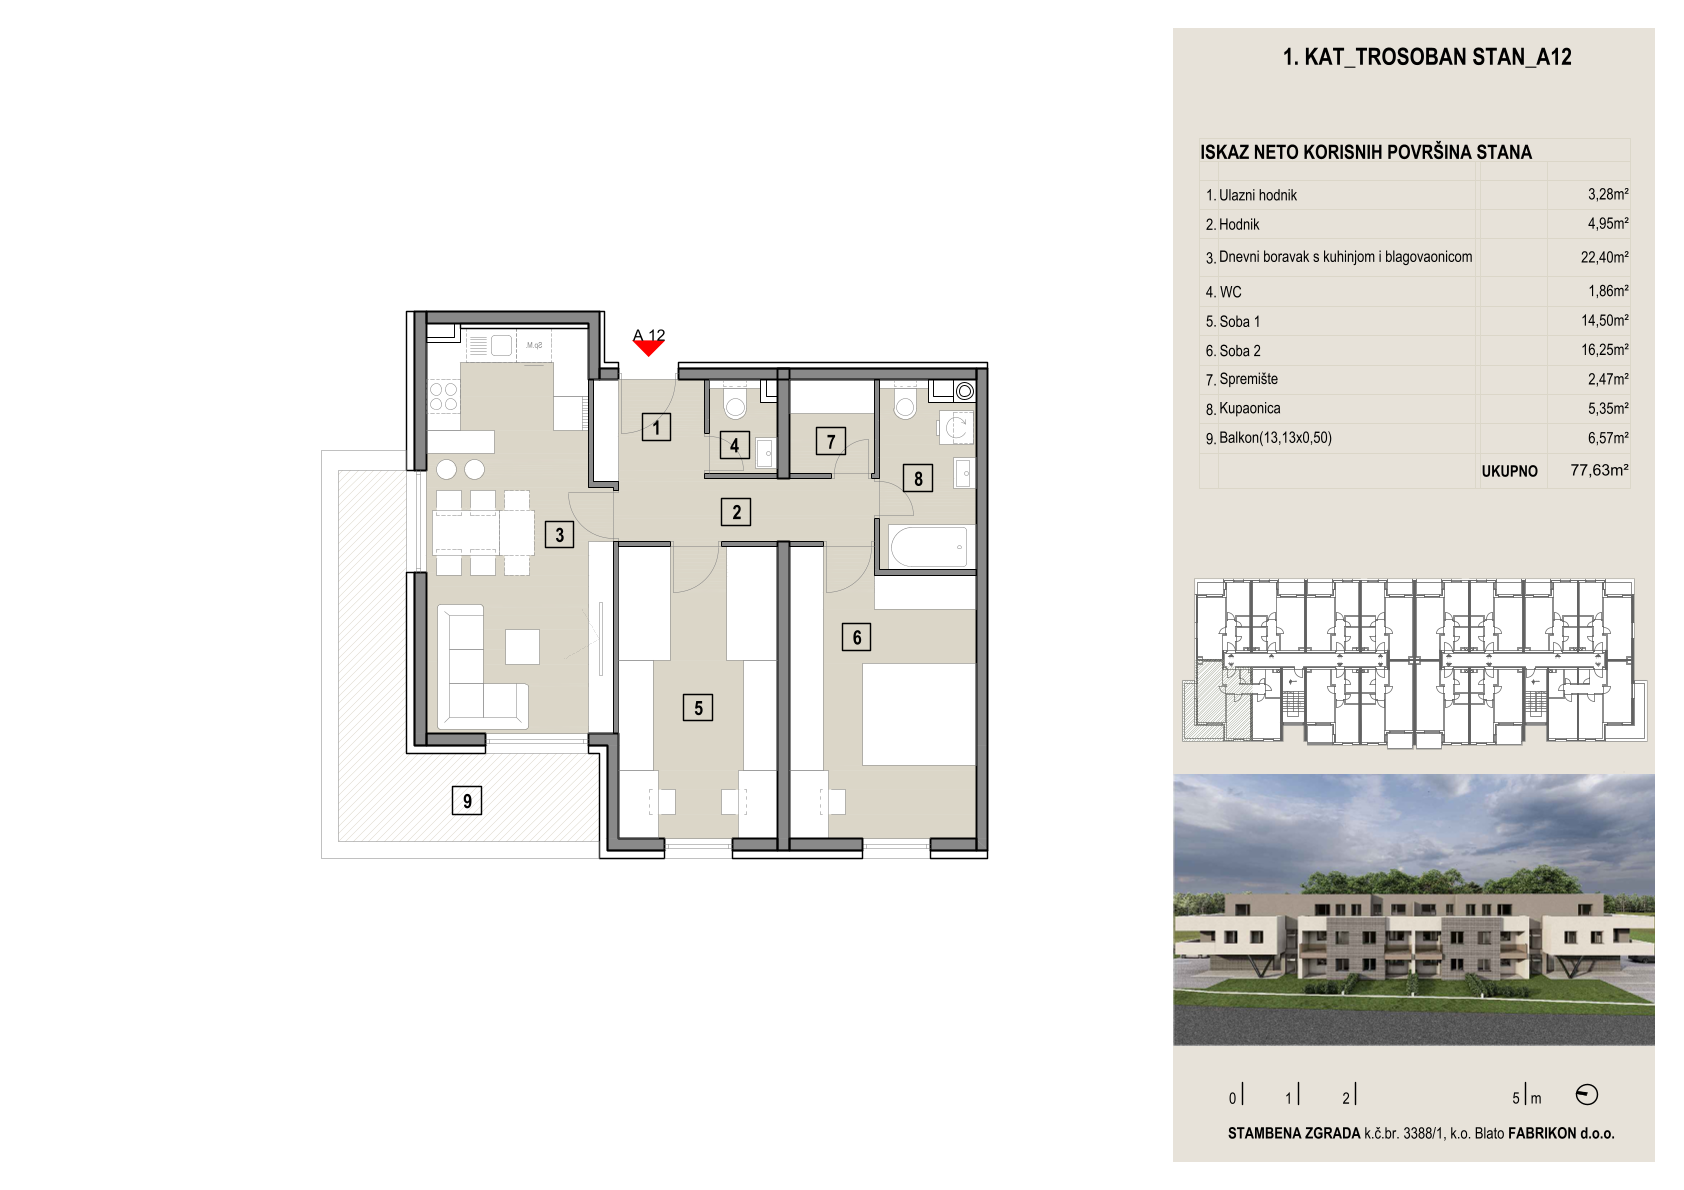 1. KAT_TROSOBAN STAN_A12
ISKAZ NETO KORISNIH POVRŠINA STANA
1. Ulazni hodnik 3,28m²
2. Hodnik 4,95m²
3. Dnevni boravak s kuhinjom i blagovaonicom 22,40m²
4. WC 1,86m²
5. Soba 1 14,50m²
6. Soba 2 16,25m²
7. Spremište 2,47m²
8. Kupaonica 5,35m²
9. Balkon(13,13x0,50) 6,57m²
UKUPNO 77,63m²
A 12
1
4
7
8
2
3
6
5
9
0 1 2 5 m
STAMBENA ZGRADA k.č.br. 3388/1, k.o. Blato FABRIKON d.o.o.